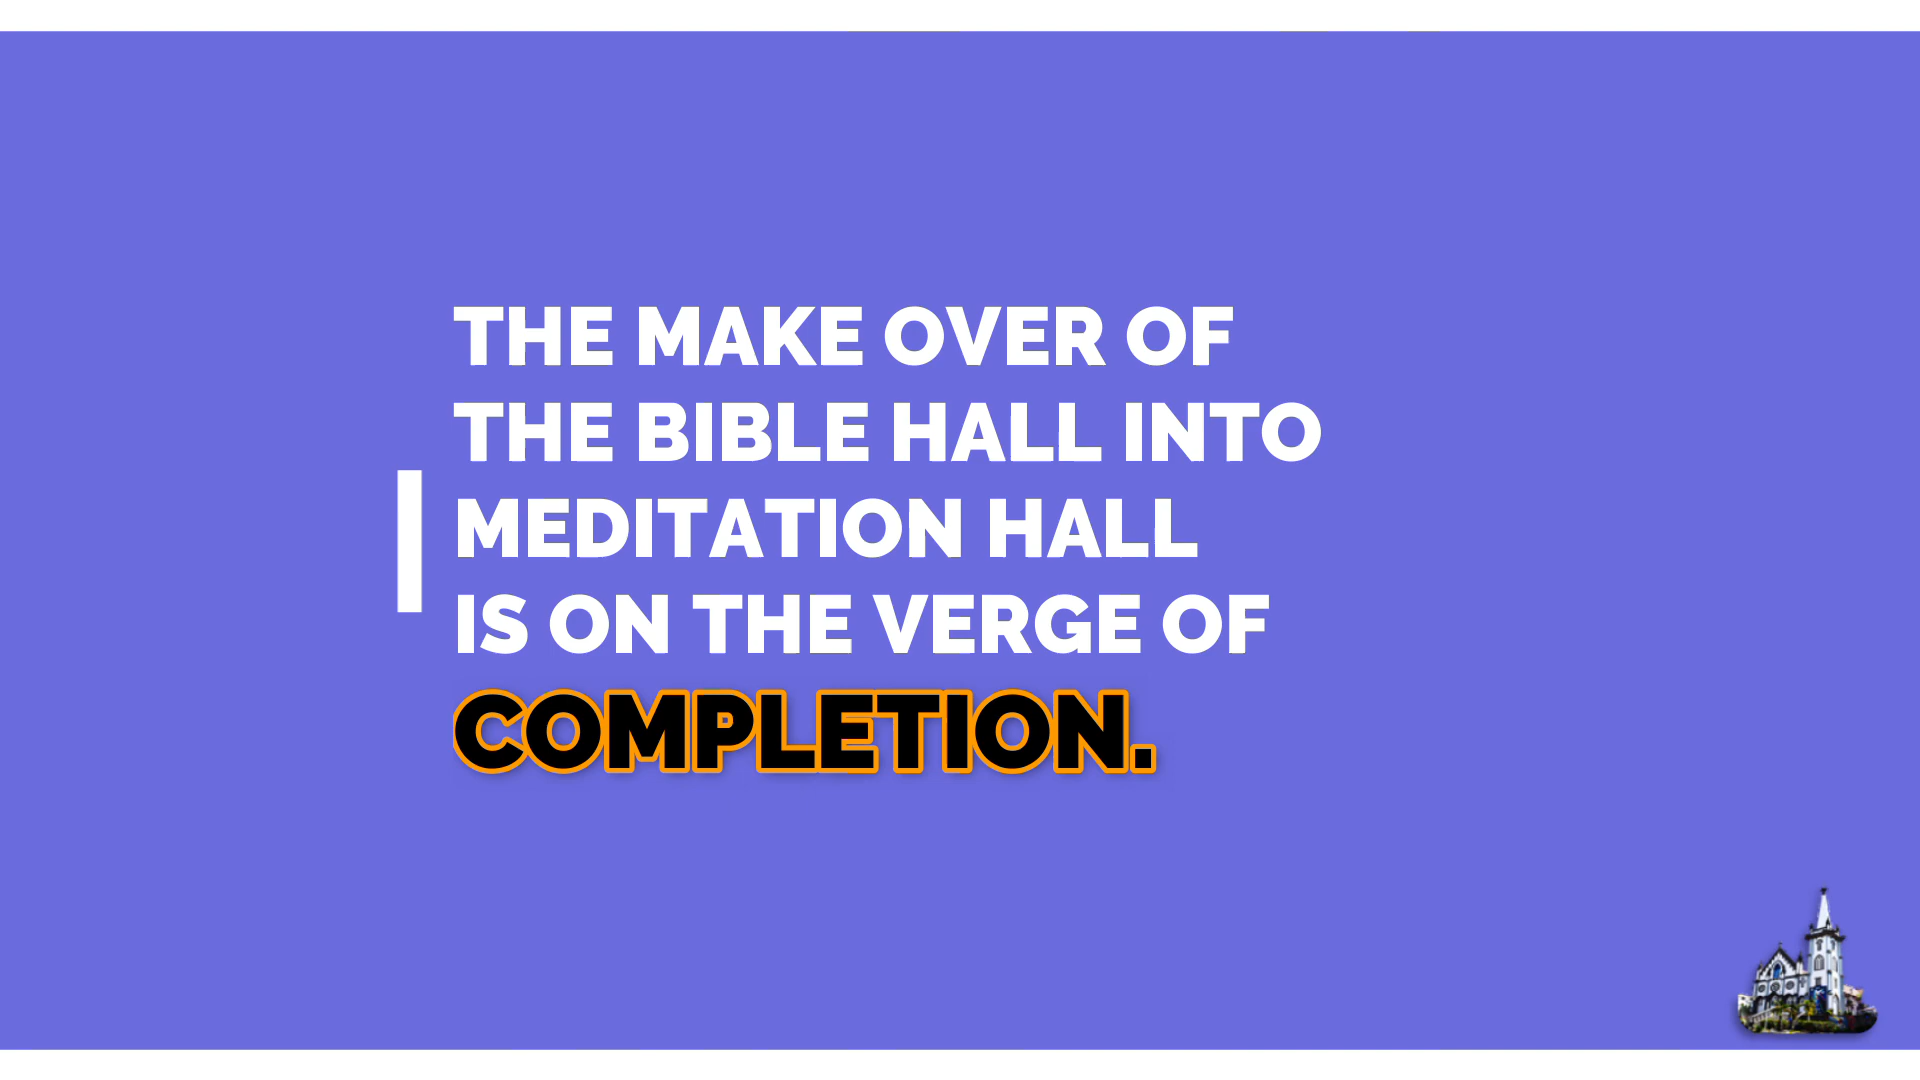 THE MAKE OVER OF
THE BIBLE HALL INTO
MEDITATION HALL
IS ON THE VERGE OF
COMPLETION.